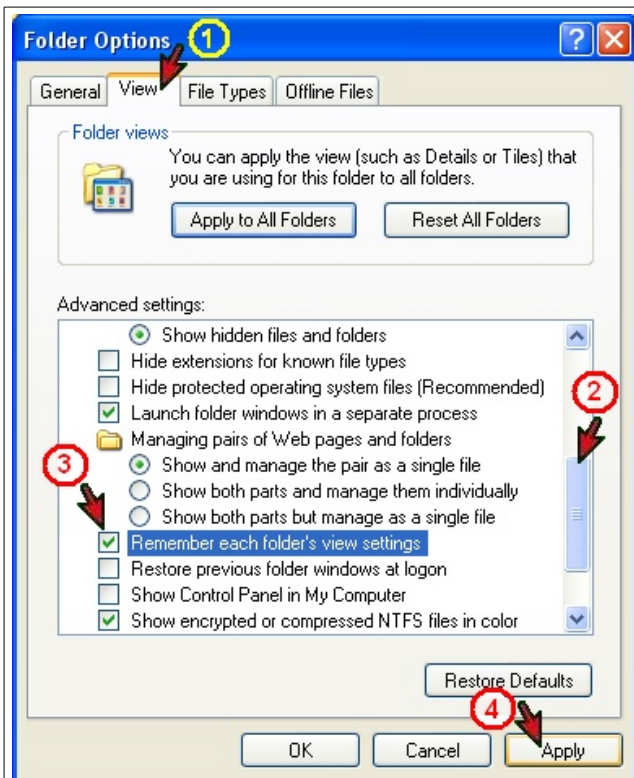 Folder Options 1
?
General View File Types Offline Files
Folder views
You can apply the view (such as Details or Tiles) that
you are using for this folder to all folders.
Apply to All Folders Reset All Folders
Advanced settings:
Show hidden files and folders
Hide extensions for known file types
Hide protected operating system files (Recommended)
2
Launch folder windows in a separate process
Managing pairs of Web pages and folders
3
Show and manage the pair as a single file
Show both parts and manage them individually
Show both parts but manage as a single file
Remember each folder's view settings
Restore previous folder windows at logon
Show Control Panel in My Computer
Show encrypted or compressed NTFS files in color
Restore Defaults
4
OK Cancel Apply